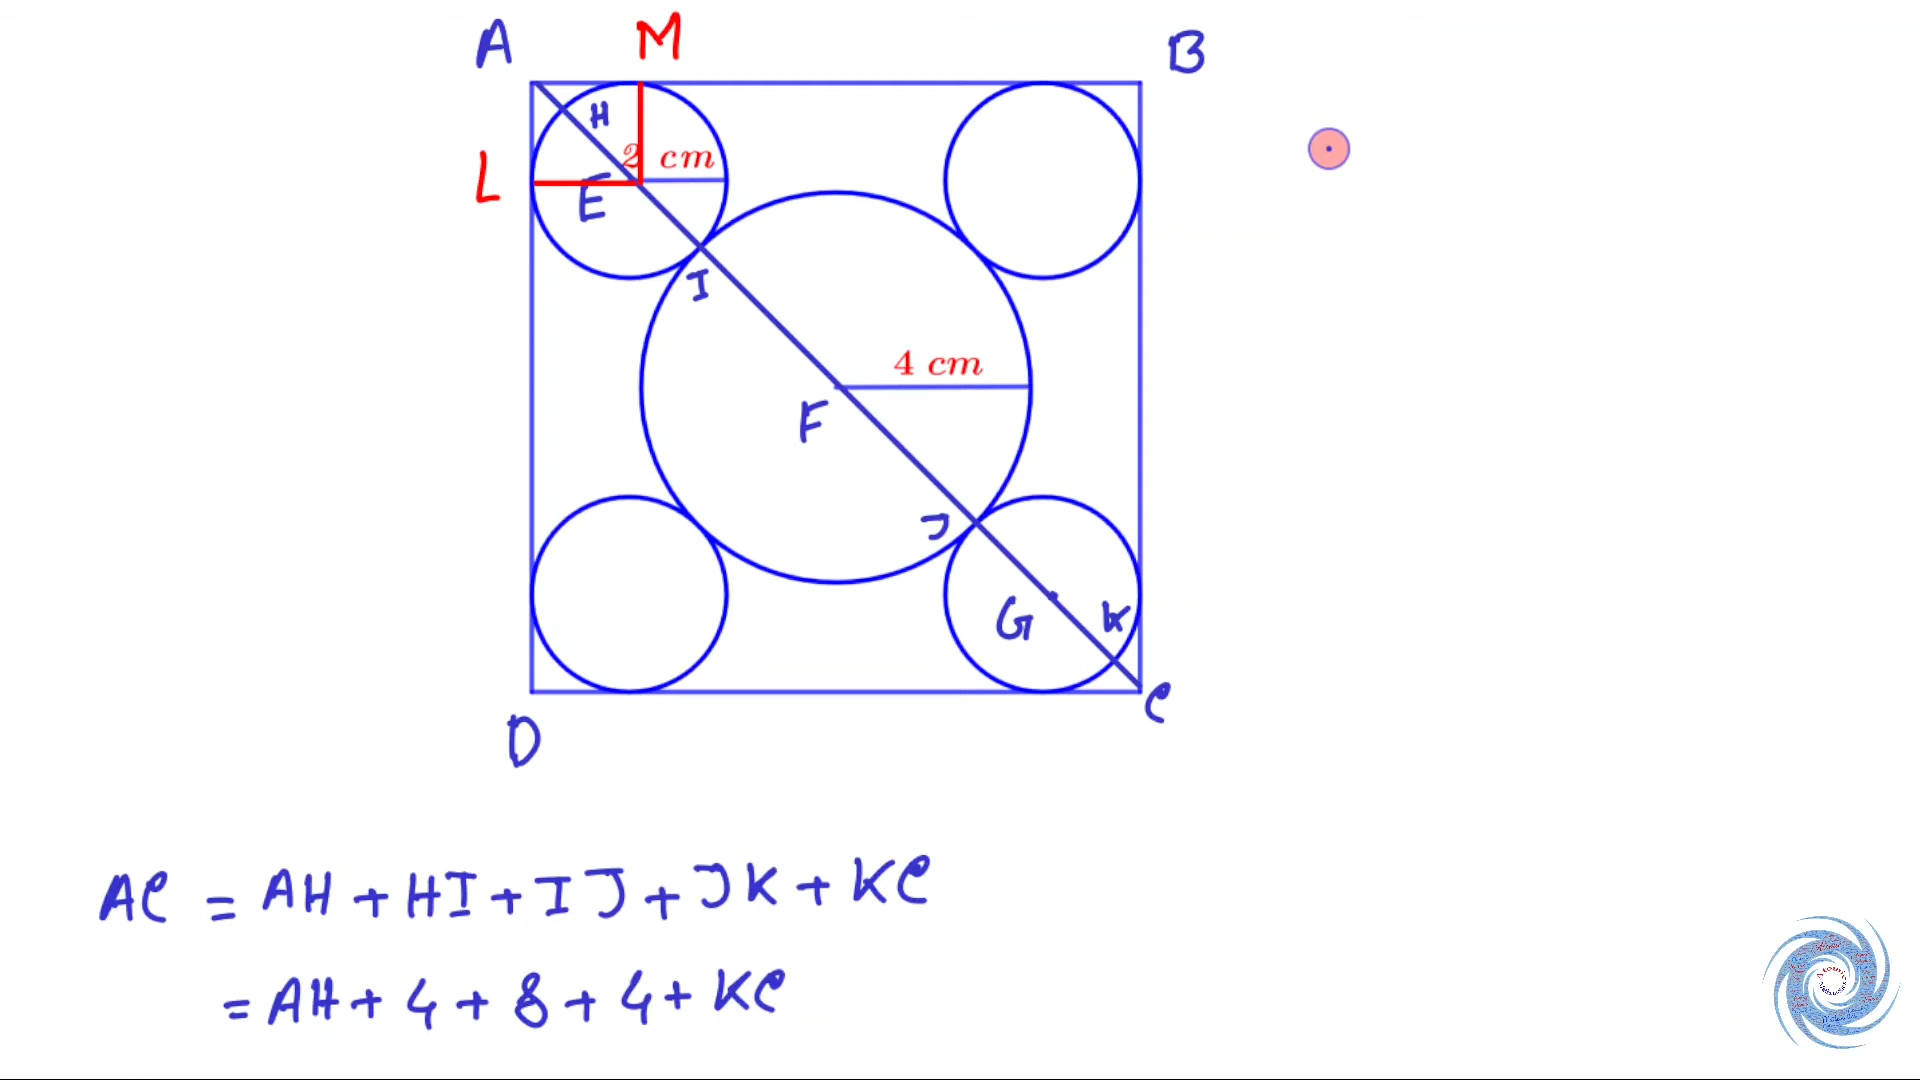 A M B
H
2 cm
L
E
I
4 cm
F
J
G K
C
D
AC = AH + HI + IJ + JK + KC
= AH + 4 + 8 + 4 + KC